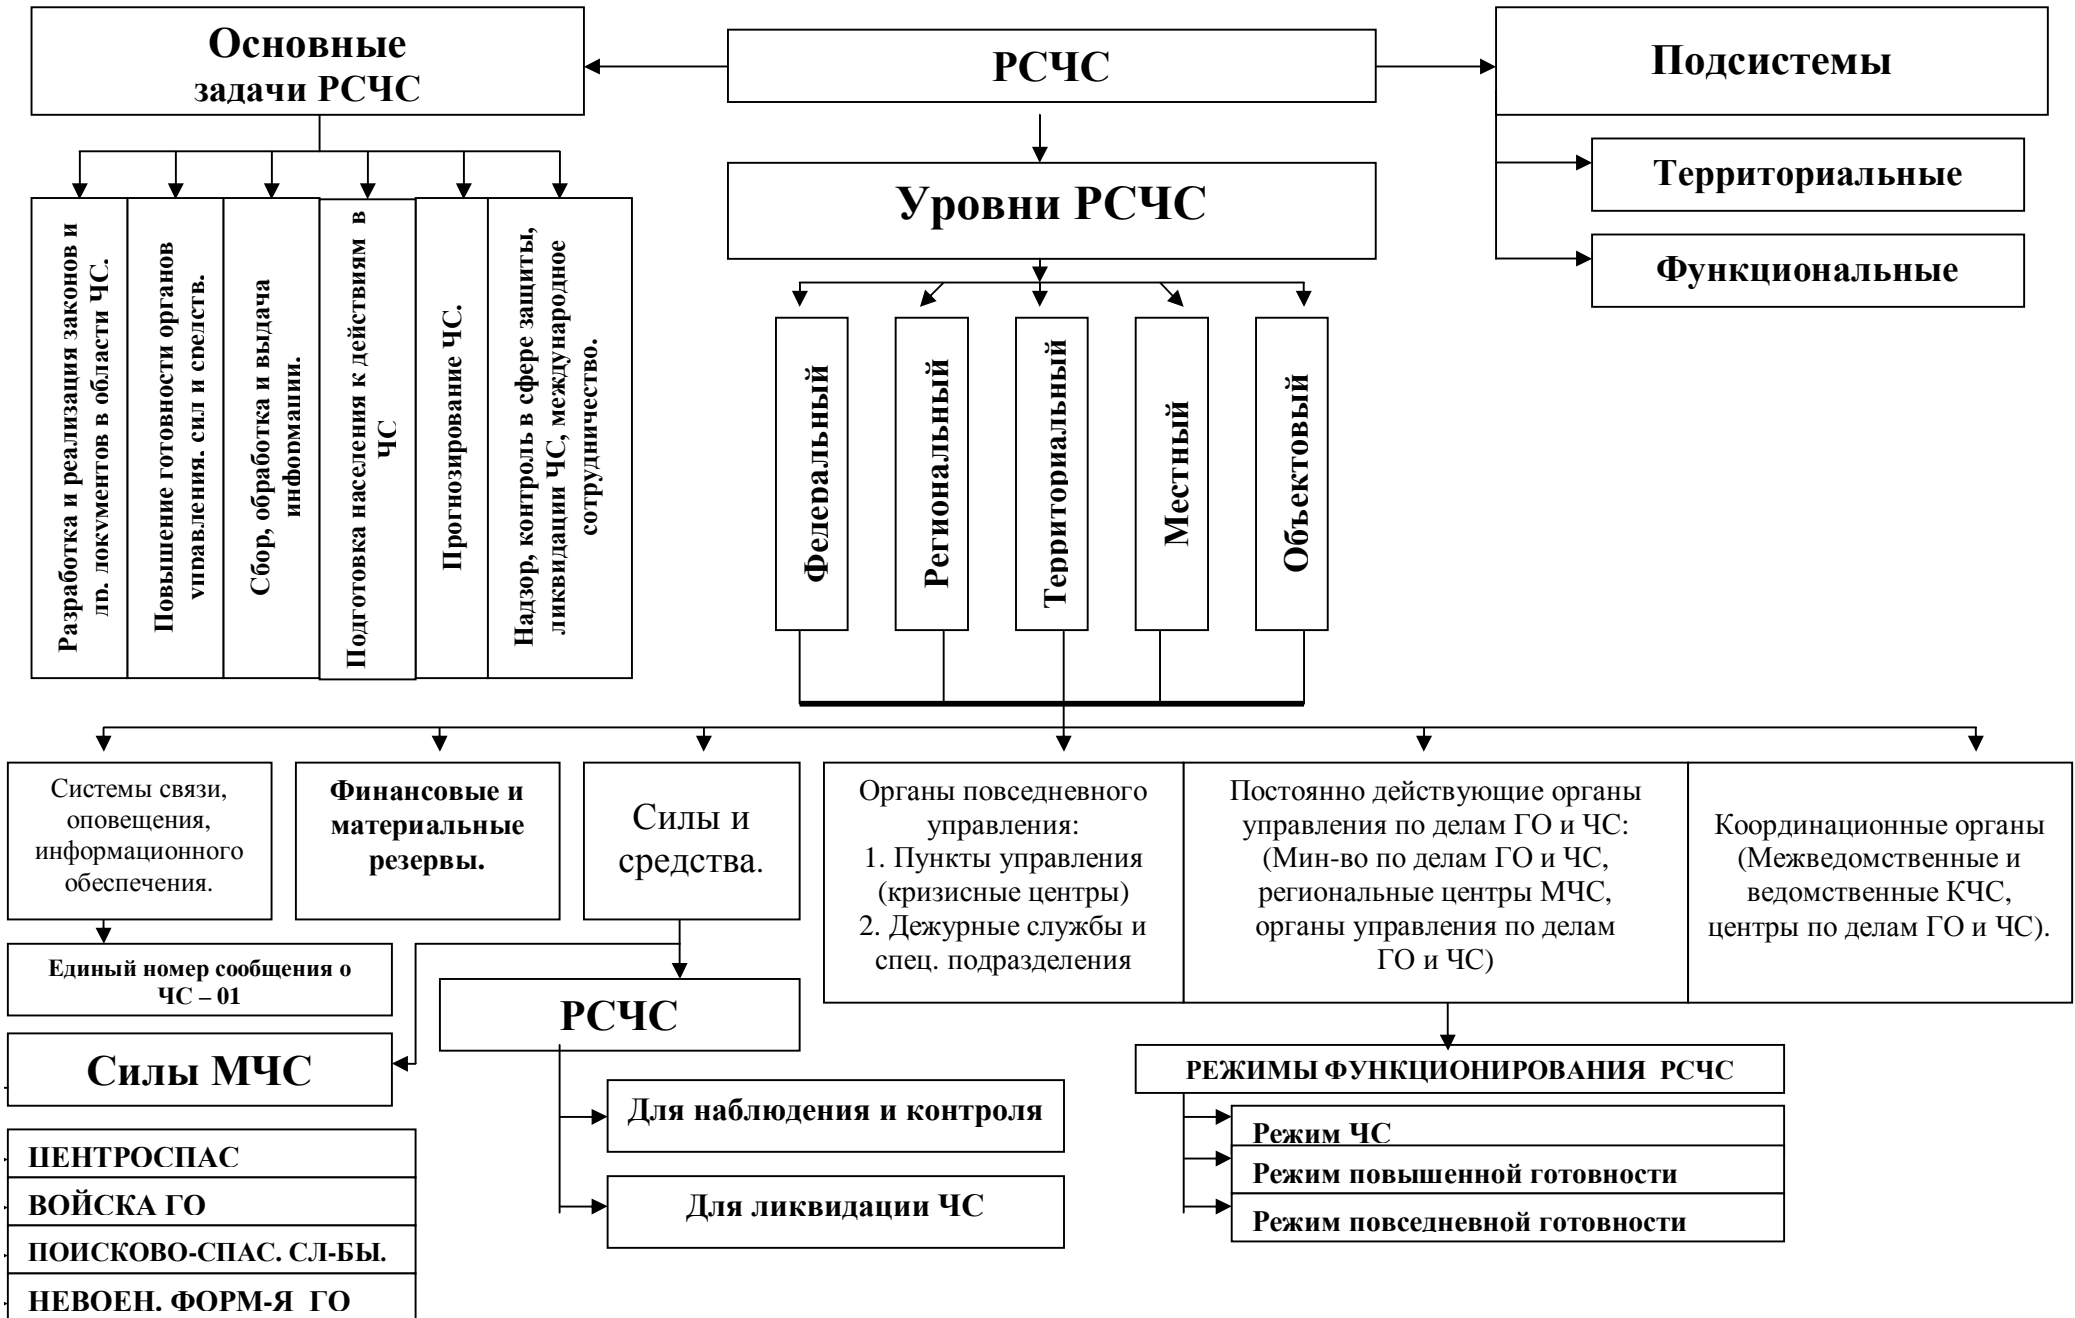 Основные
задачи РСЧС
РСЧС
Подсистемы
Территориальные
Функциональные
Уровни РСЧС
Разработка и реализация законов и
др. документов в области ЧС.
Повышение готовности органов
управления, сил и средств.
Сбор, обработка и выдача
информации.
Подготовка населения к действиям в
ЧС
Прогнозирование ЧС.
Надзор, контроль в сфере защиты,
ликвидации ЧС, международное
сотрудничество.
Федеральный
Региональный
Территориальный
Местный
Объектовый
Системы связи,
оповещения,
информационного
обеспечения.
Финансовые и
материальные
резервы.
Силы и
средства.
Органы повседневного
управления:
1. Пункты управления
(кризисные центры)
2. Дежурные службы и
спец. подразделения
Постоянно действующие органы
управления по делам ГО и ЧС:
(Мин-во по делам ГО и ЧС,
региональные центры МЧС,
органы управления по делам
ГО и ЧС)
Координационные органы
(Межведомственные и
ведомственные КЧС,
центры по делам ГО и ЧС).
Единый номер сообщения о
ЧС – 01
Силы МЧС
ЦЕНТРОСПАС
ВОЙСКА ГО
ПОИСКОВО-СПАС. СЛ-БЫ.
НЕВОЕН. ФОРМ-Я ГО
РСЧС
Для наблюдения и контроля
Для ликвидации ЧС
РЕЖИМЫ ФУНКЦИОНИРОВАНИЯ РСЧС
Режим ЧС
Режим повышенной готовности
Режим повседневной готовности